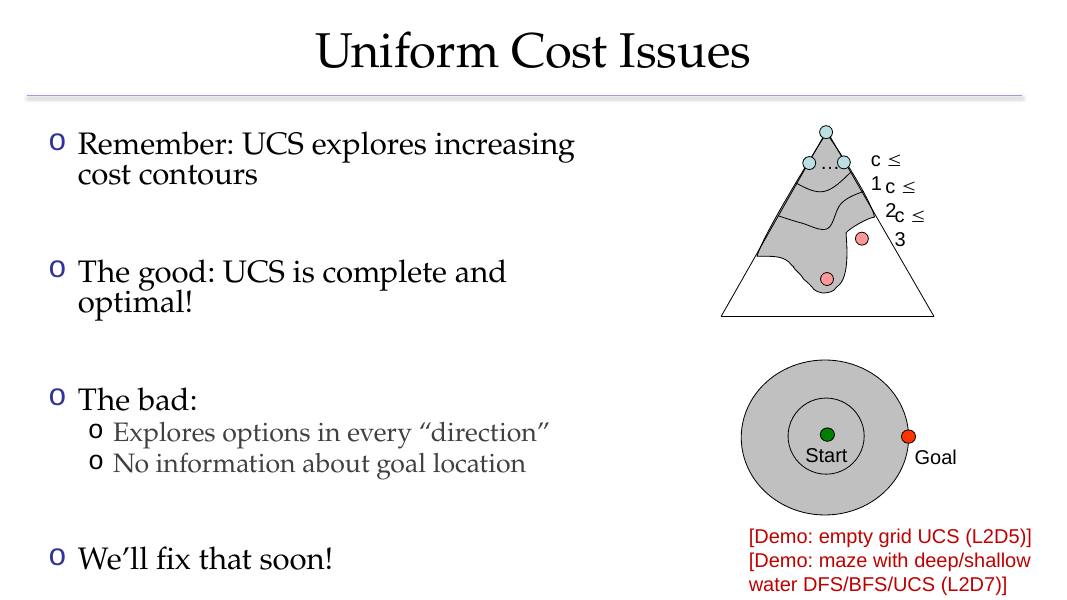 Uniform Cost Issues
o Remember: UCS explores increasing
cost contours
o The good: UCS is complete and
optimal!
o The bad:
o Explores options in every “direction”
o No information about goal location
o We’ll fix that soon!
…
c ≤
1
c ≤
2
c ≤
3
Start
Goal
[Demo: empty grid UCS (L2D5)]
[Demo: maze with deep/shallow
water DFS/BFS/UCS (L2D7)]